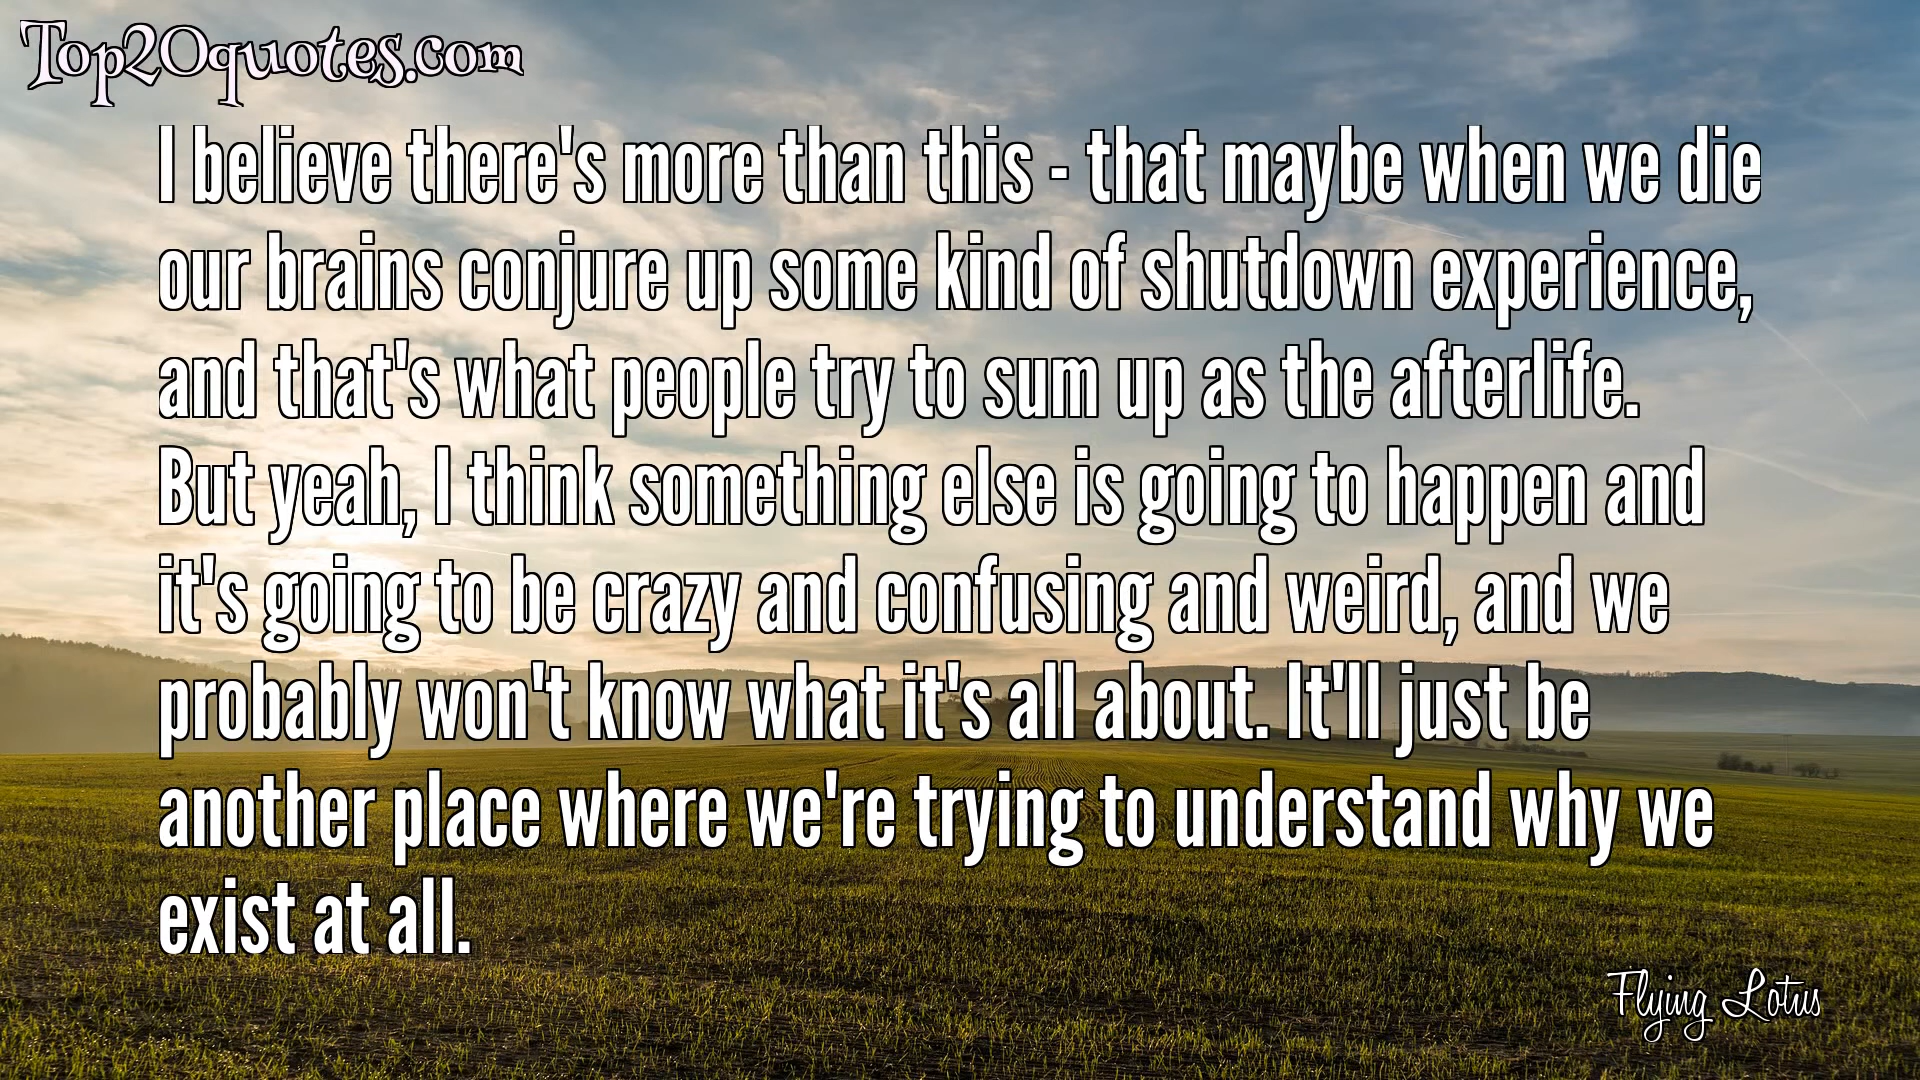 Top20quotes.com
I believe there's more than this - that maybe when we die
our brains conjure up some kind of shutdown experience,
and that's what people try to sum up as the afterlife.
But yeah, I think something else is going to happen and
it's going to be crazy and confusing and weird, and we
probably won't know what it's all about. It'll just be
another place where we're trying to understand why we
exist at all.
Flying Lotus